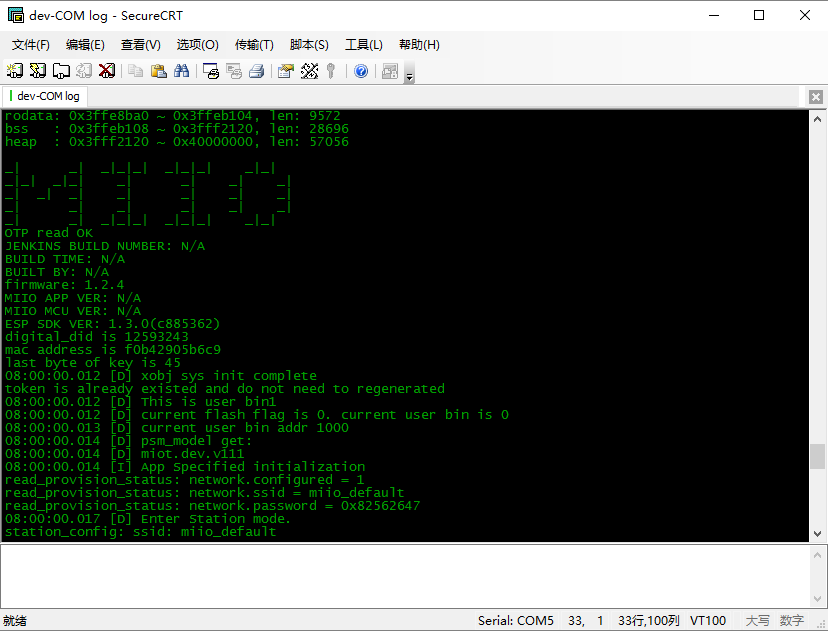 dev-COM log - SecureCRT
文件(F) 编辑(E) 查看(V) 选项(O) 传输(T) 脚本(S) 工具(L) 帮助(H)
dev-COM log
rodata: 0x3ffe8ba0 ~ 0x3ffeb104, len: 9572
bss   : 0x3ffeb108 ~ 0x3fff2120, len: 28696
heap  : 0x3fff2120 ~ 0x40000000, len: 57056
MIIO
OTP read OK
JENKINS BUILD NUMBER: N/A
BUILD TIME: N/A
BUILT BY: N/A
firmware: 1.2.4
MIIO APP VER: N/A
MIIO MCU VER: N/A
ESP SDK VER: 1.3.0(c885362)
digital_did is 12593243
mac address is f0b42905b6c9
last byte of key is 45
08:00:00.012 [D] xobj sys init complete
token is already existed and do not need to regenerated
08:00:00.012 [D] This is user bin1
08:00:00.012 [D] current flash flag is 0. current user bin is 0
08:00:00.013 [D] current user bin addr 1000
08:00:00.014 [D] psm_model get:
08:00:00.014 [D] miot.dev.v111
08:00:00.014 [I] App Specified initialization
read_provision_status: network.configured = 1
read_provision_status: network.ssid = miio_default
read_provision_status: network.password = 0x82562647
08:00:00.017 [D] Enter Station mode.
station_config: ssid: miio_default
就绪 Serial: COM5 33, 1 33行,100列 VT100 大写 数字